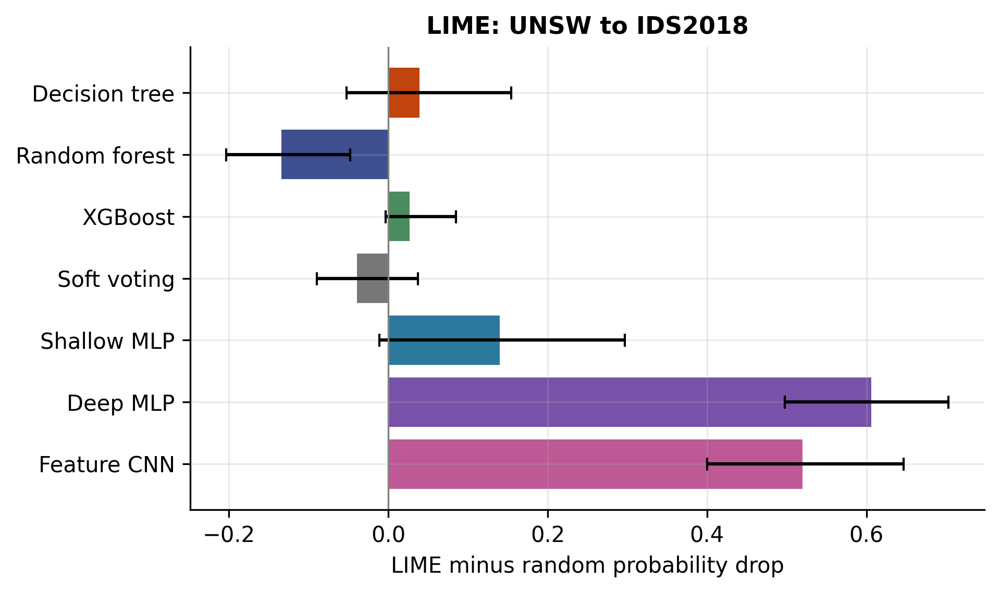 LIME: UNSW to IDS2018
Decision tree
Random forest
XGBoost
Soft voting
Shallow MLP
Deep MLP
Feature CNN
−0.2 0.0 0.2 0.4 0.6
LIME minus random probability drop